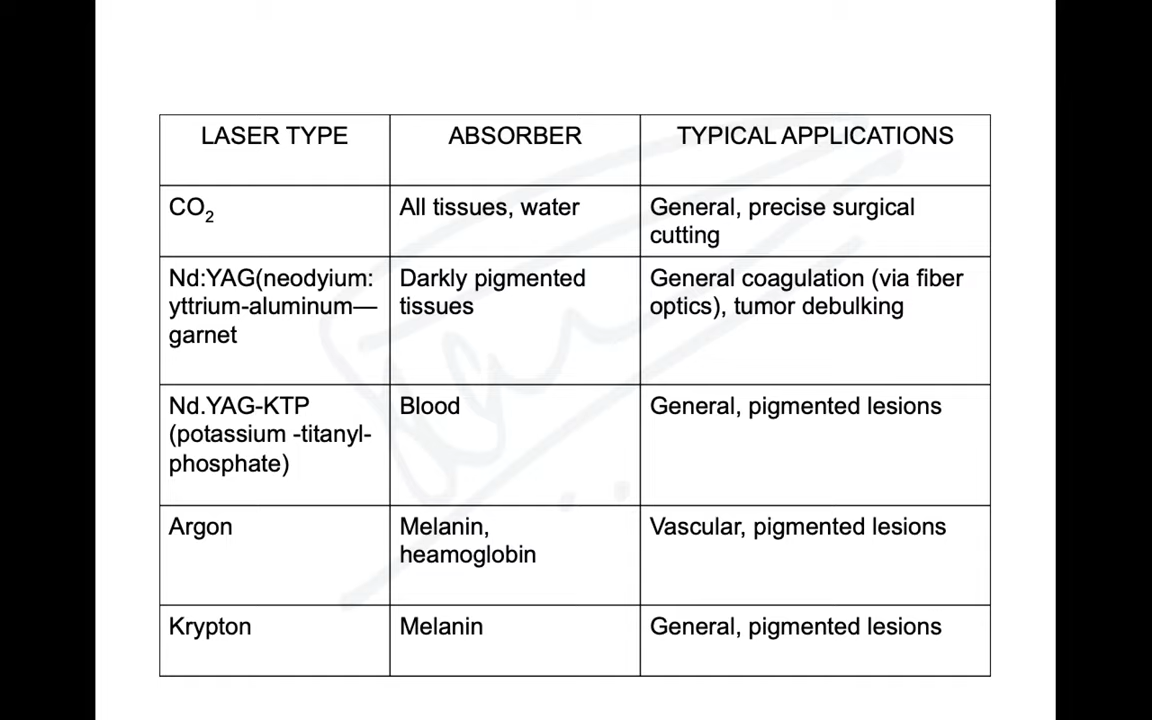 LASER TYPE ABSORBER TYPICAL APPLICATIONS
CO₂ All tissues, water General, precise surgical
cutting
Nd:YAG(neodyium: Darkly pigmented General coagulation (via fiber
yttrium-aluminum— tissues optics), tumor debulking
garnet
Nd.YAG-KTP Blood General, pigmented lesions
(potassium -titanyl-
phosphate)
Argon Melanin, Vascular, pigmented lesions
heamoglobin
Krypton Melanin General, pigmented lesions